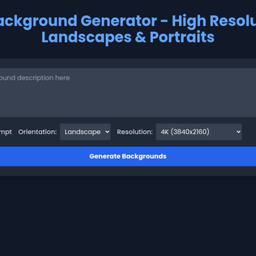 ackground Generator - High Resolu
Landscapes & Portraits
ound description here
mpt Orientation: Landscape Resolution: 4K (3840x2160)
Generate Backgrounds